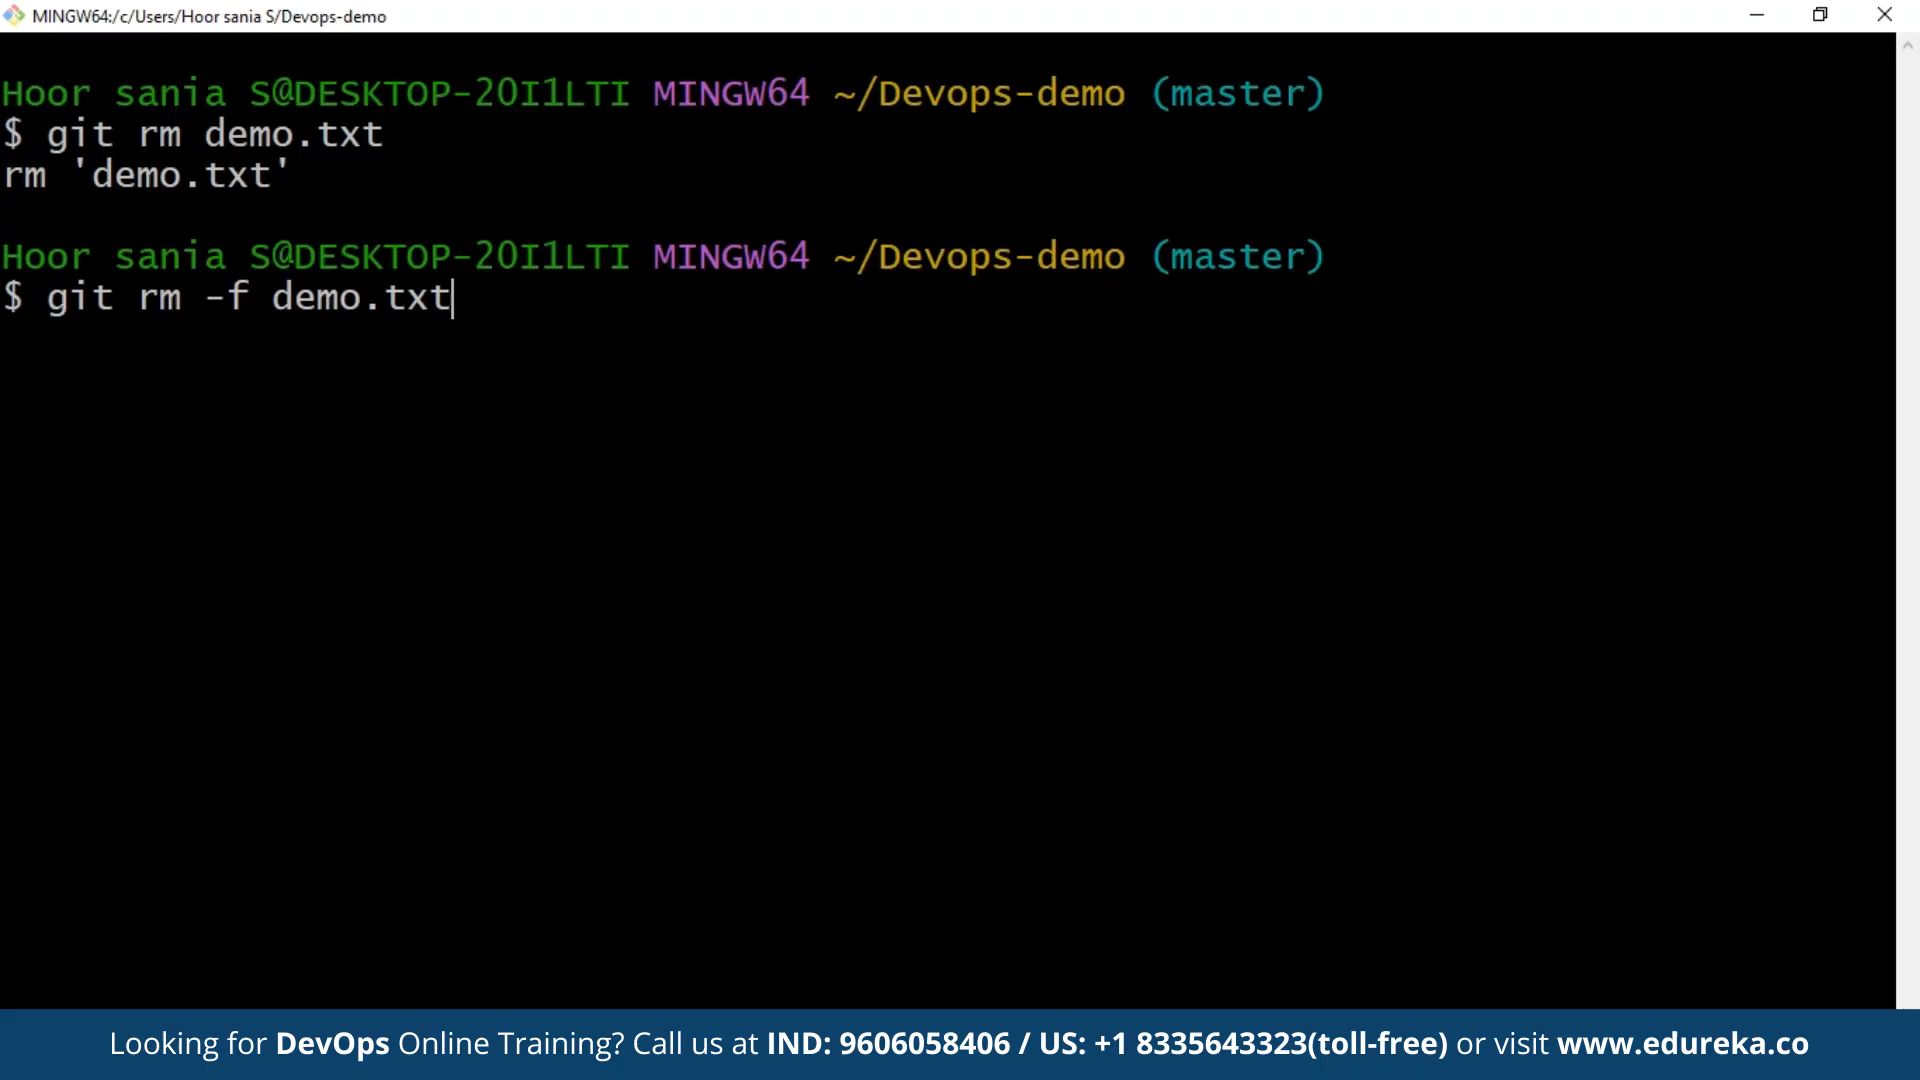 MINGW64:/c/Users/Hoor sania S/Devops-demo
Hoor sania S@DESKTOP-20I1LTI MINGW64 ~/Devops-demo (master)
$ git rm demo.txt
rm 'demo.txt'
Hoor sania S@DESKTOP-20I1LTI MINGW64 ~/Devops-demo (master)
$ git rm -f demo.txt
Looking for DevOps Online Training? Call us at IND: 9606058406 / US: +1 8335643323(toll-free) or visit www.edureka.co